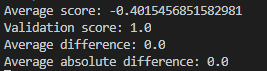 Average score: -0.4015456851582981
Validation score: 1.0
Average difference: 0.0
Average absolute difference: 0.0